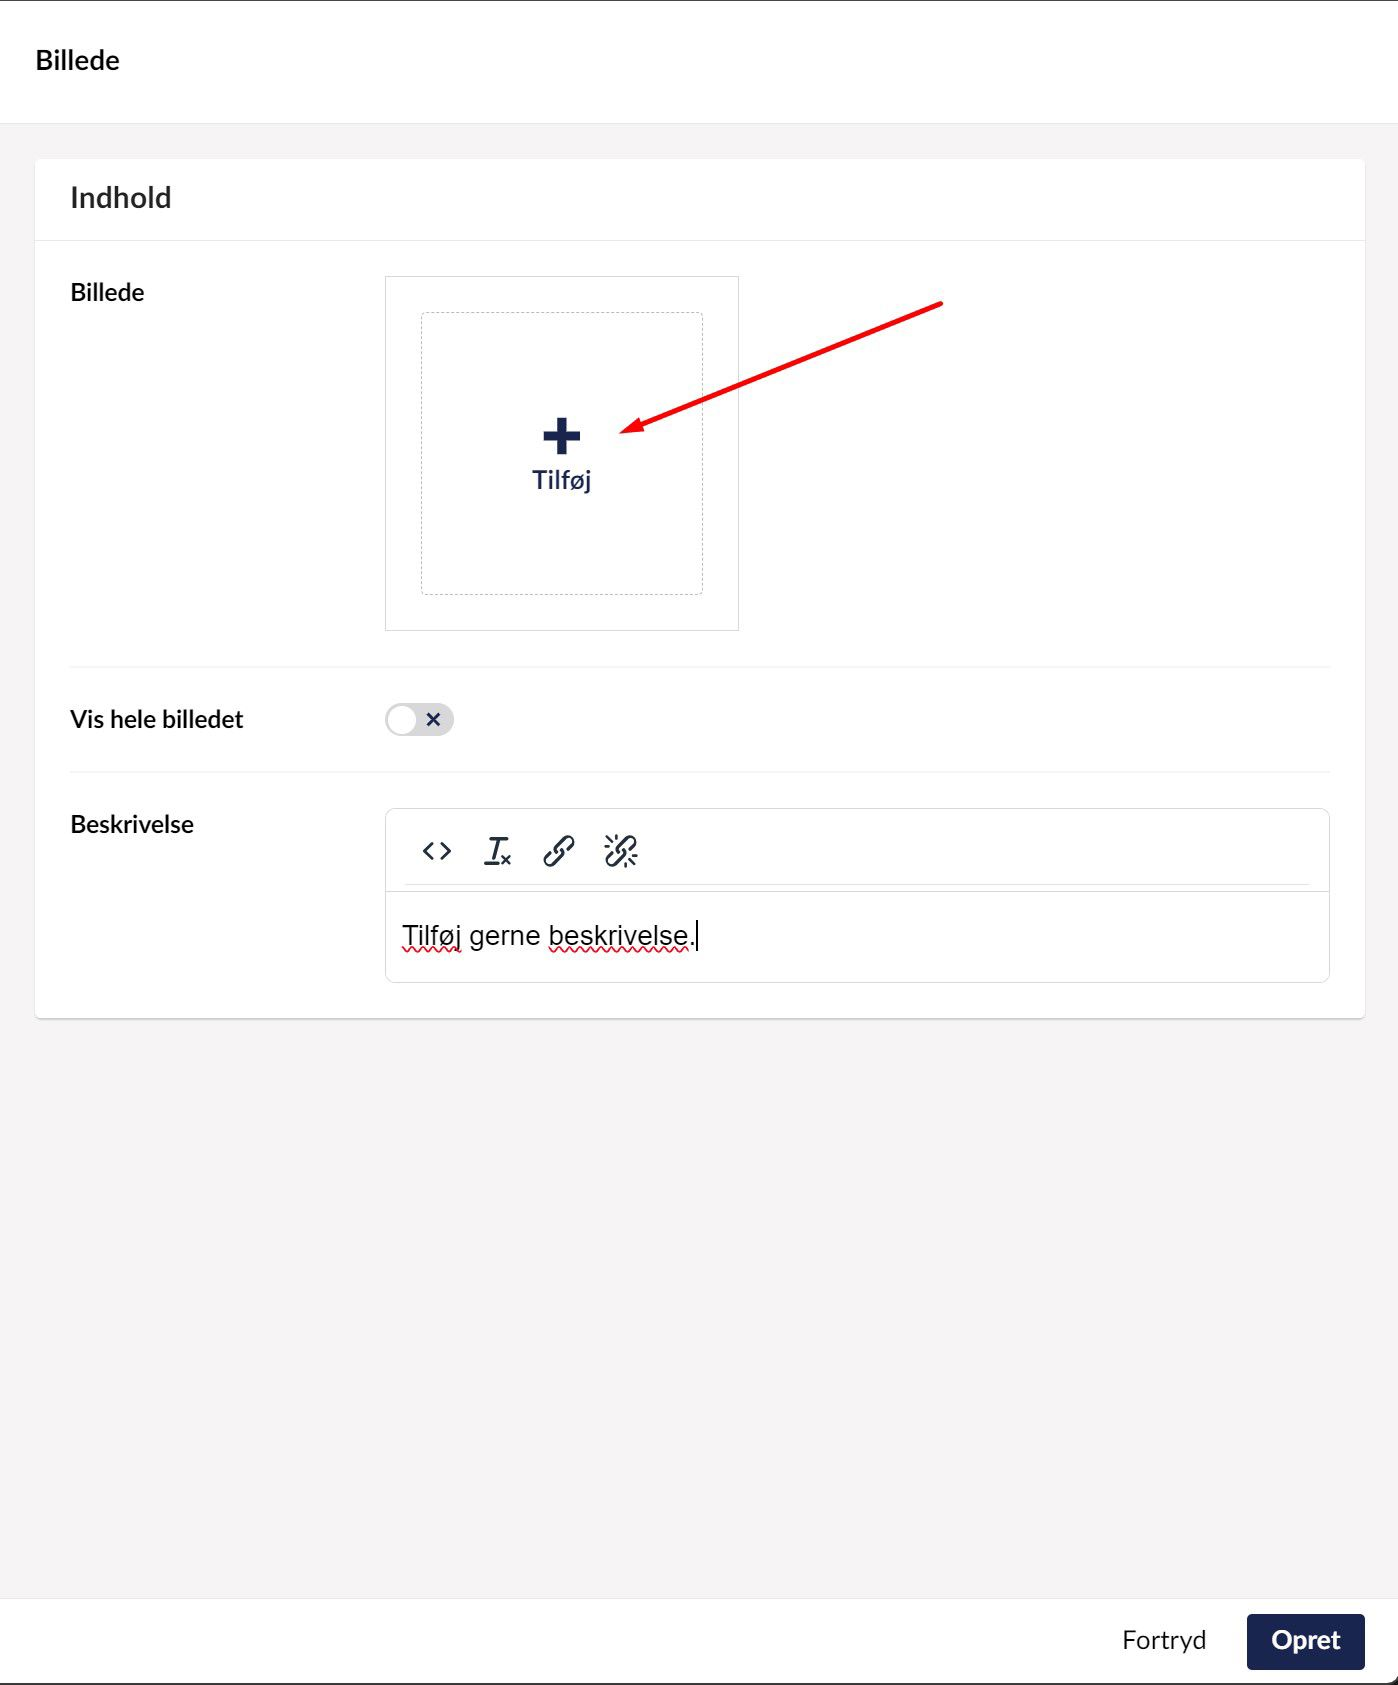 Billede
Indhold
Billede
Tilføj
Vis hele billedet
Beskrivelse
Tilføj gerne beskrivelse.
Fortryd
Opret